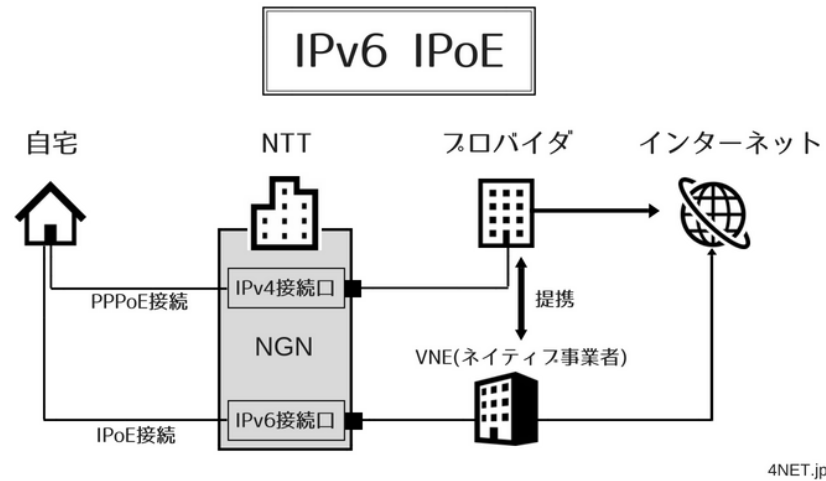 IPv6 IPoE
自宅
NTT
プロバイダ
インターネット
PPPoE接続
IPv4接続口
提携
NGN
VNE(ネイティブ事業者)
IPoE接続
IPv6接続口
4NET.jp